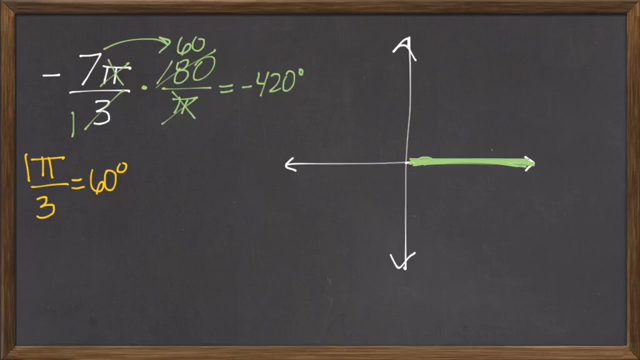 - 7π/3 · 180/π = -420°
60
1
1π/3 = 60°